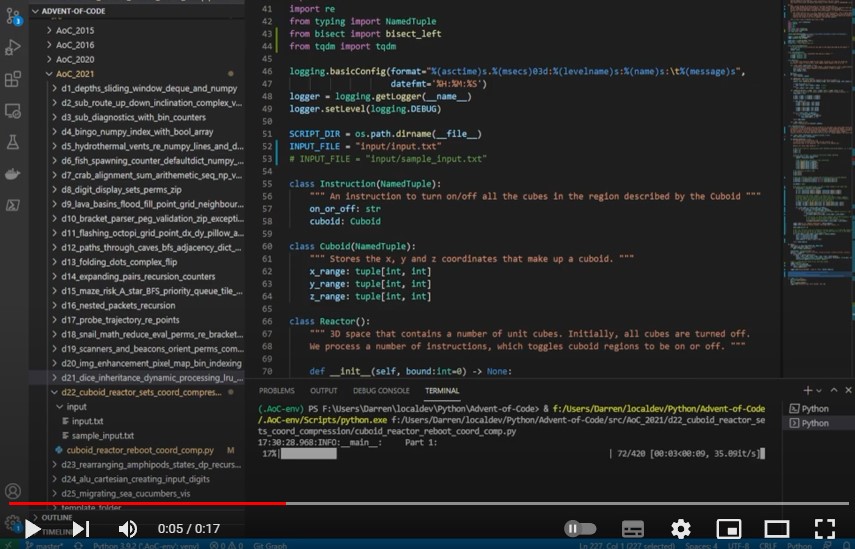 ADVENT-OF-CODE
AoC_2015
AoC_2016
AoC_2020
AoC_2021
d1_depths_sliding_window_deque_and_numpy
d2_sub_route_up_down_inclination_complex_v...
d3_sub_diagnostics_with_bin_counters
d4_bingo_numpy_index_with_bool_array
d5_hydrothermal_vents_re_numpy_lines_and_d...
d6_fish_spawning_counter_defaultdict_numpy_...
d7_crab_alignment_sum_arithmetic_seq_np_v...
d8_digit_display_sets_perms_zip
d9_lava_basins_flood_fill_point_grid_neighbour...
d10_bracket_parser_peg_validation_zip_excepti...
d11_flashing_octopi_grid_point_dx_dy_pillow_a...
d12_paths_through_caves_bfs_adjacency_dict_...
d13_folding_dots_complex_flip
d14_expanding_pairs_recursion_counters
d15_maze_risk_A_star_BFS_priority_queue_tile_...
d16_nested_packets_recursion
d17_probe_trajectory_re_points
d18_snail_math_reduce_eval_perms_re_bracket...
d19_scanners_and_beacons_orient_perms_com...
d20_img_enhancement_pixel_map_bin_indexing
d21_dice_inheritance_dynamic_processing_lru_...
d22_cuboid_reactor_sets_coord_compres...
input
input.txt
sample_input.txt
cuboid_reactor_reboot_coord_comp.py M
d23_rearranging_amphipods_states_dp_recurs...
d24_alu_cartesian_creating_input_digits
d25_migrating_sea_cucumbers_vis
template_folder
OUTLINE
TIMELINE
41 import re
42 from typing import NamedTuple
43 from bisect import bisect_left
44 from tqdm import tqdm
45
46 logging.basicConfig(format="%(asctime)s.%(msecs)03d:%(levelname)s:%(name)s:\t%(message)s",
47 datefmt='%H:%M:%S')
48 logger = logging.getLogger(__name__)
49 logger.setLevel(logging.DEBUG)
50
51 SCRIPT_DIR = os.path.dirname(__file__)
52 INPUT_FILE = "input/input.txt"
53 # INPUT_FILE = "input/sample_input.txt"
54
55 class Instruction(NamedTuple):
56 """ An instruction to turn on/off all the cubes in the region described by the Cuboid """
57 on_or_off: str
58 cuboid: Cuboid
59
60 class Cuboid(NamedTuple):
61 """ Stores the x, y and z coordinates that make up a cuboid. """
62 x_range: tuple[int, int]
63 y_range: tuple[int, int]
64 z_range: tuple[int, int]
65
66 class Reactor():
67 """ 3D space that contains a number of unit cubes. Initially, all cubes are turned off.
68 We process a number of instructions, which toggles cuboid regions to be on or off. """
69
70 def __init__(self, bound:int=0) -> None:
PROBLEMS OUTPUT DEBUG CONSOLE TERMINAL
(.AoC-env) PS F:\Users\Darren\localdev\Python\Advent-of-Code> & f:/Users/Darren/localdev/Python/Advent-of-Code
/.AoC-env/Scripts/python.exe f:/Users/Darren/localdev/Python/Advent-of-Code/src/AoC_2021/d22_cuboid_reactor_se
ts_coord_compression/cuboid_reactor_reboot_coord_comp.py
17:30:28.968:INFO:__main__: Part 1:
17%| | 72/420 [00:03<00:09, 35.09it/s]
Python
Python
0:05 / 0:17
master* Python 3.9.2 ('.AoC-env': venv) 0 0 Git Graph Ln 227, Col 1 (227 selected) Spaces: 4 UTF-8 CRLF Python